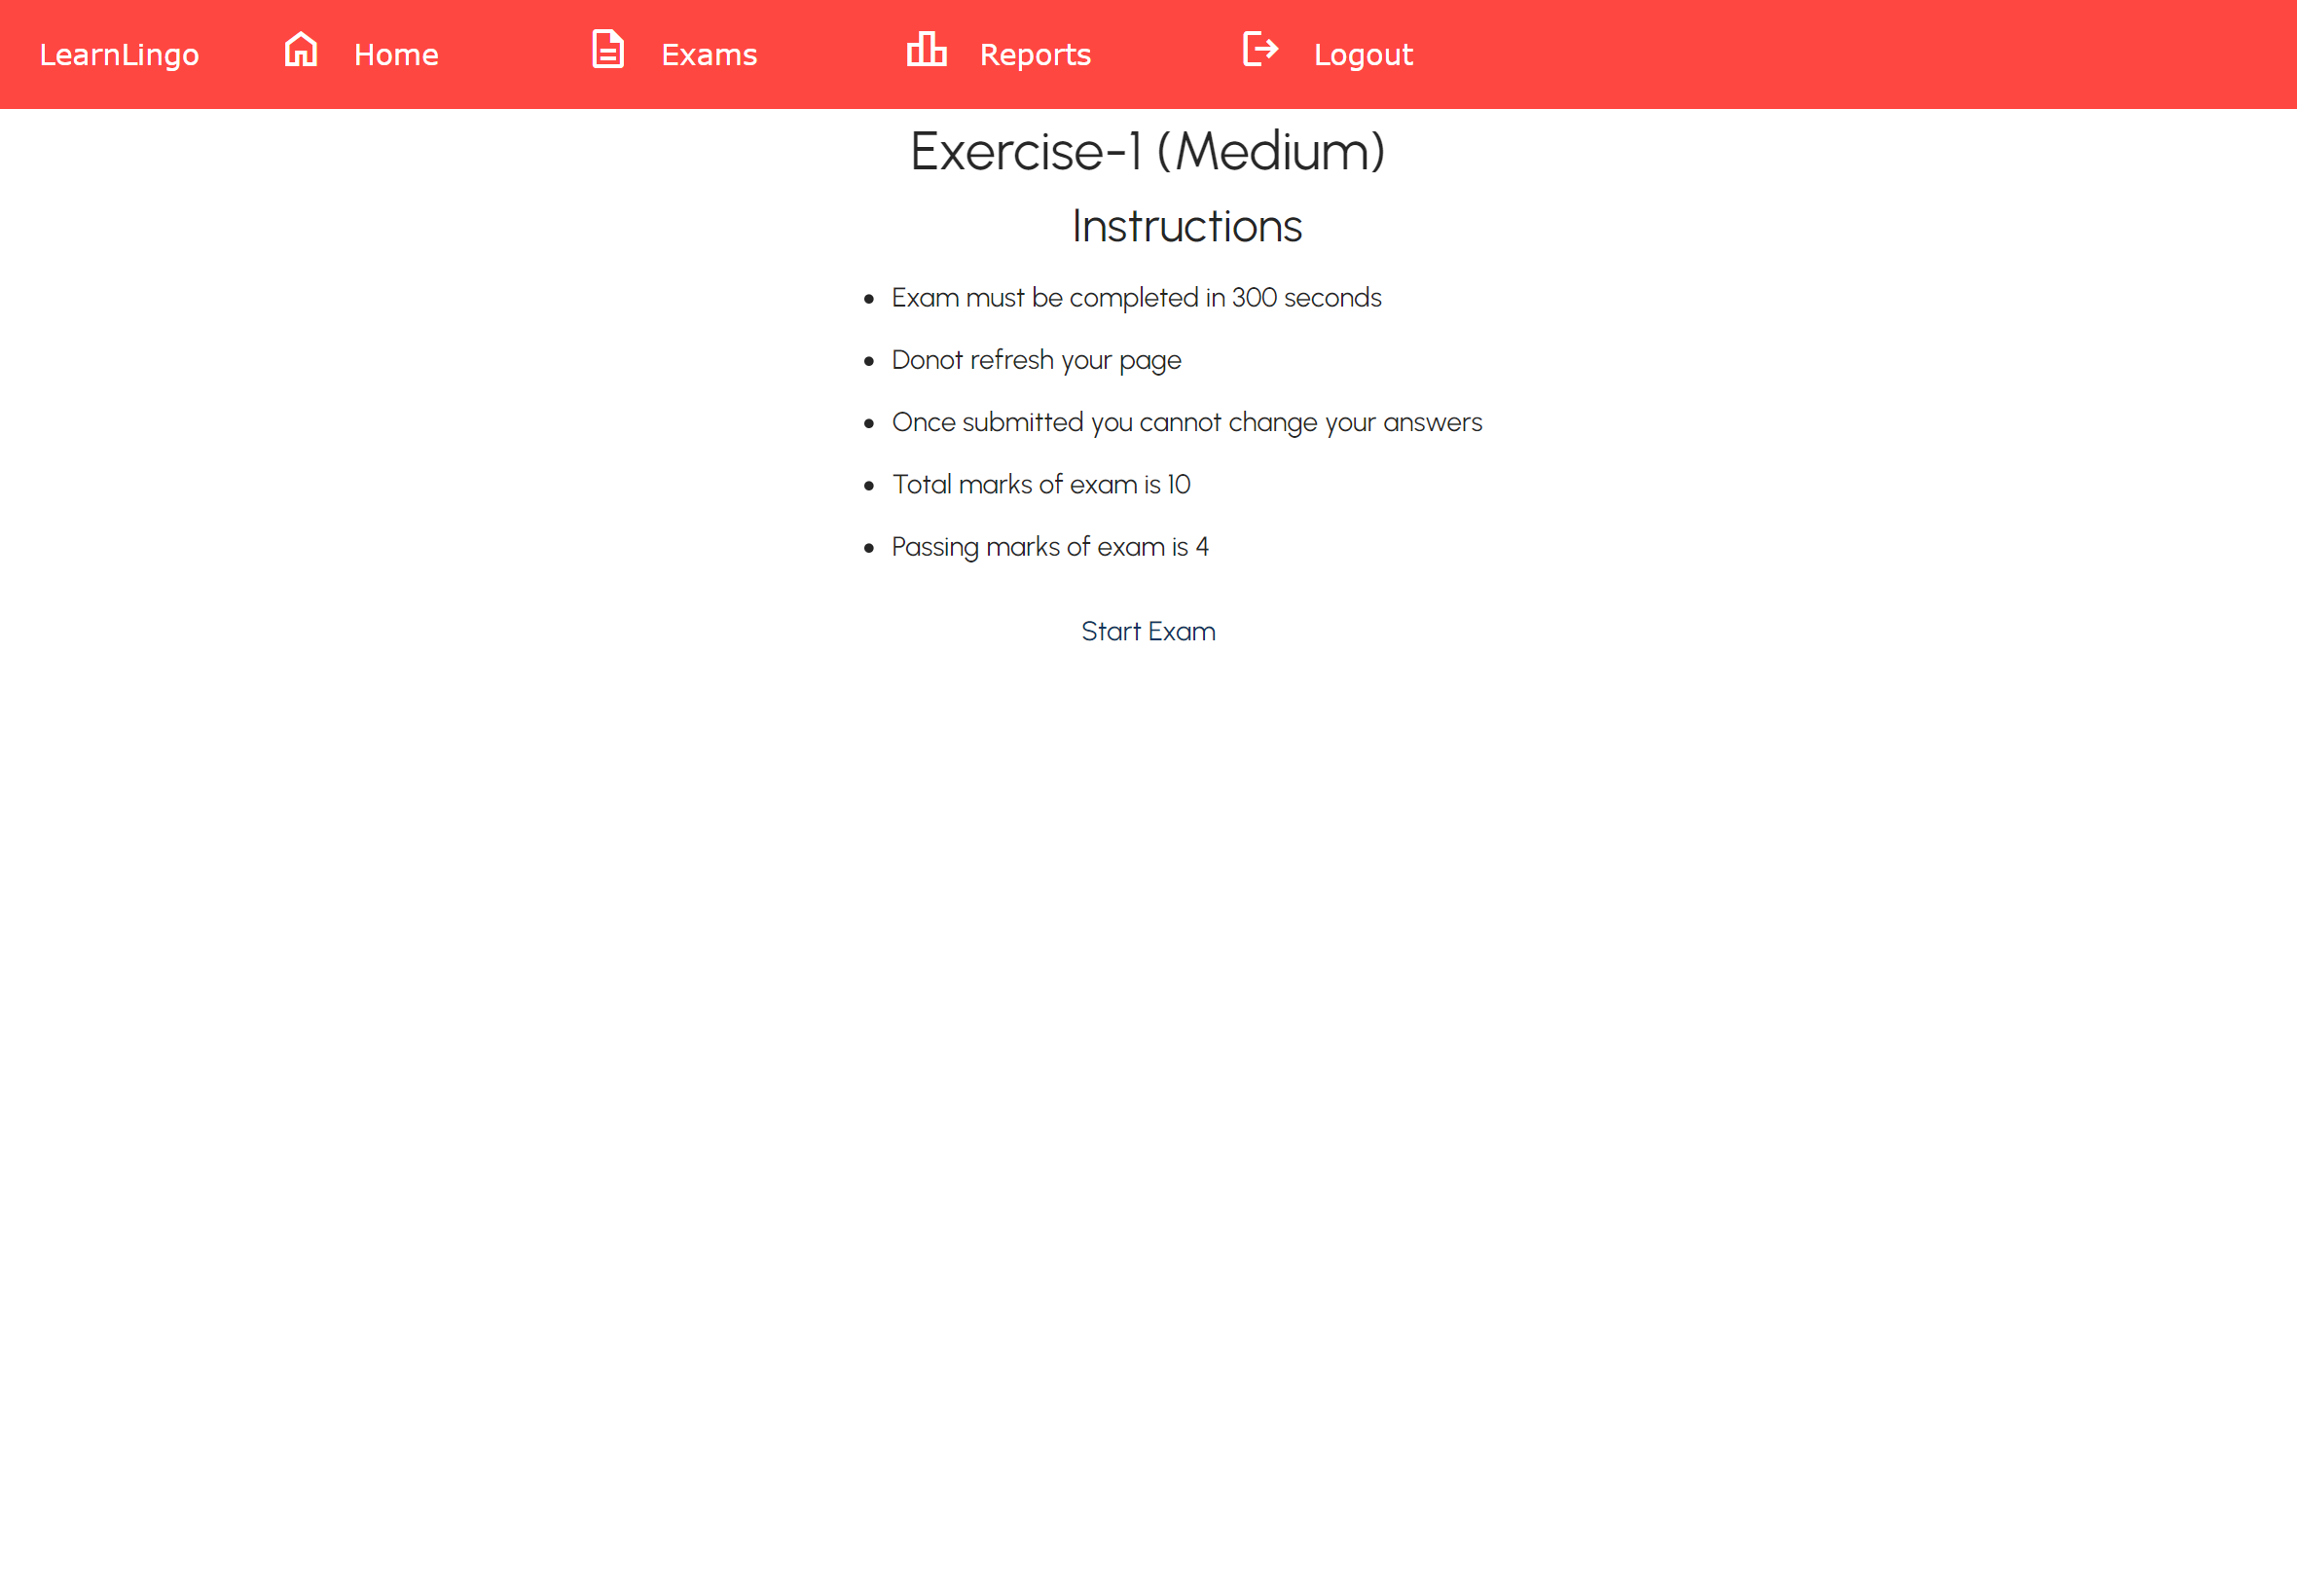 LearnLingo Home Exams Reports Logout
Exercise-1 (Medium)
Instructions
Exam must be completed in 300 seconds
Donot refresh your page
Once submitted you cannot change your answers
Total marks of exam is 10
Passing marks of exam is 4
Start Exam